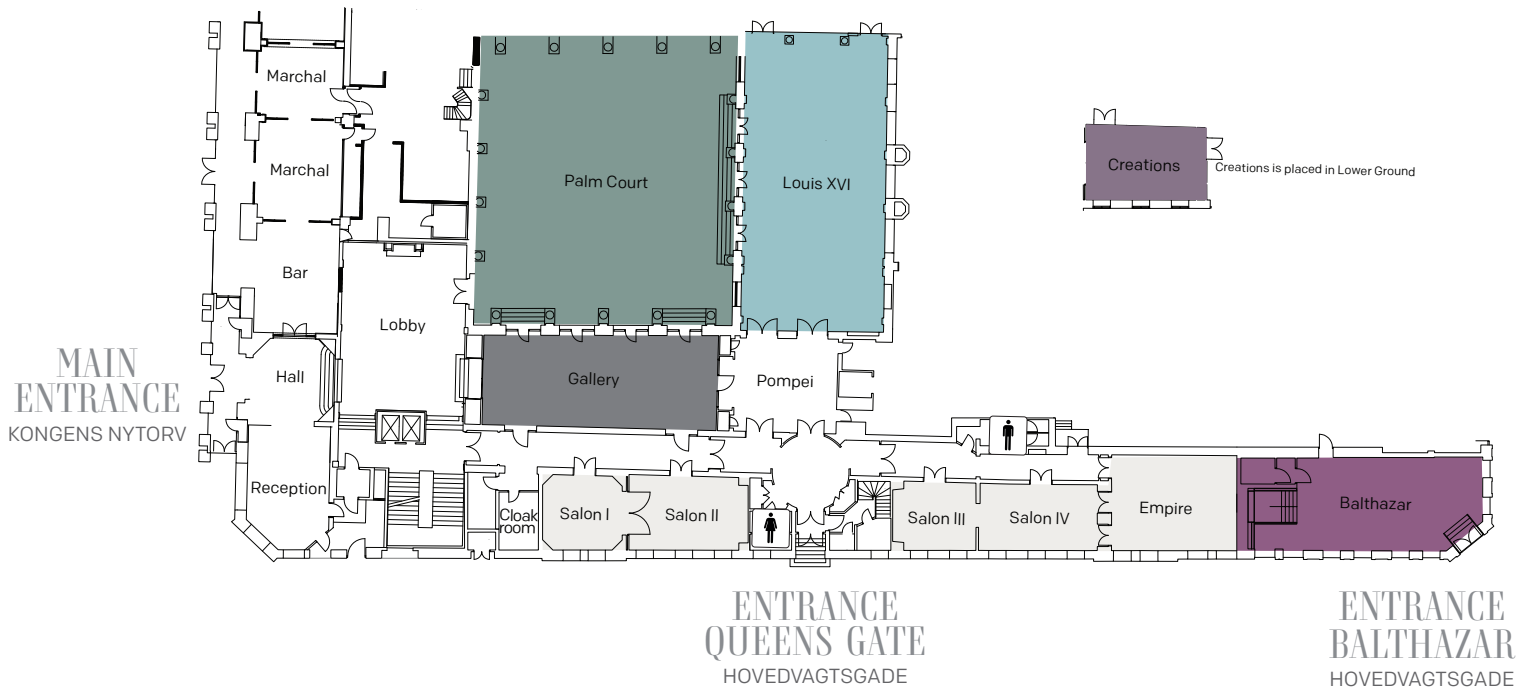 Marchal
Marchal
Bar
Lobby
Palm Court
Louis XVI
Creations
Creations is placed in Lower Ground
MAIN
ENTRANCE
KONGENS NYTORV
Hall
Gallery
Pompei
Reception
Cloak
room
Salon I
Salon II
Salon III
Salon IV
Empire
Balthazar
ENTRANCE
QUEENS GATE
HOVEDVAGTSGADE
ENTRANCE
BALTHAZAR
HOVEDVAGTSGADE